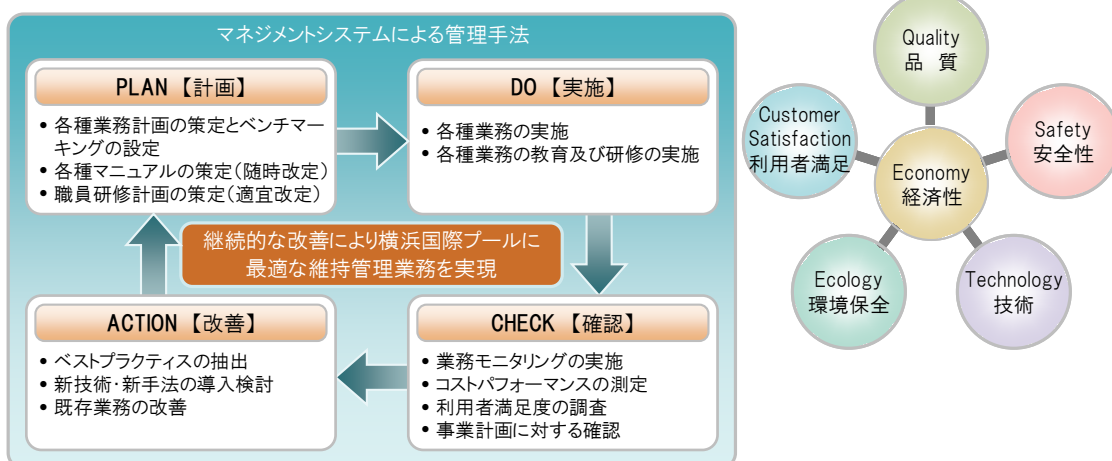 マネジメントシステムによる管理手法
PLAN 【計画】
• 各種業務計画の策定とベンチマー
キングの設定
• 各種マニュアルの策定(随時改定)
• 職員研修計画の策定(適宜改定)
DO 【実施】
• 各種業務の実施
• 各種業務の教育及び研修の実施
継続的な改善により横浜国際プールに
最適な維持管理業務を実現
ACTION 【改善】
• ベストプラクティスの抽出
• 新技術・新手法の導入検討
• 既存業務の改善
CHECK 【確認】
• 業務モニタリングの実施
• コストパフォーマンスの測定
• 利用者満足度の調査
• 事業計画に対する確認
Quality
品 質
Customer
Satisfaction
利用者満足
Safety
安全性
Economy
経済性
Ecology
環境保全
Technology
技術